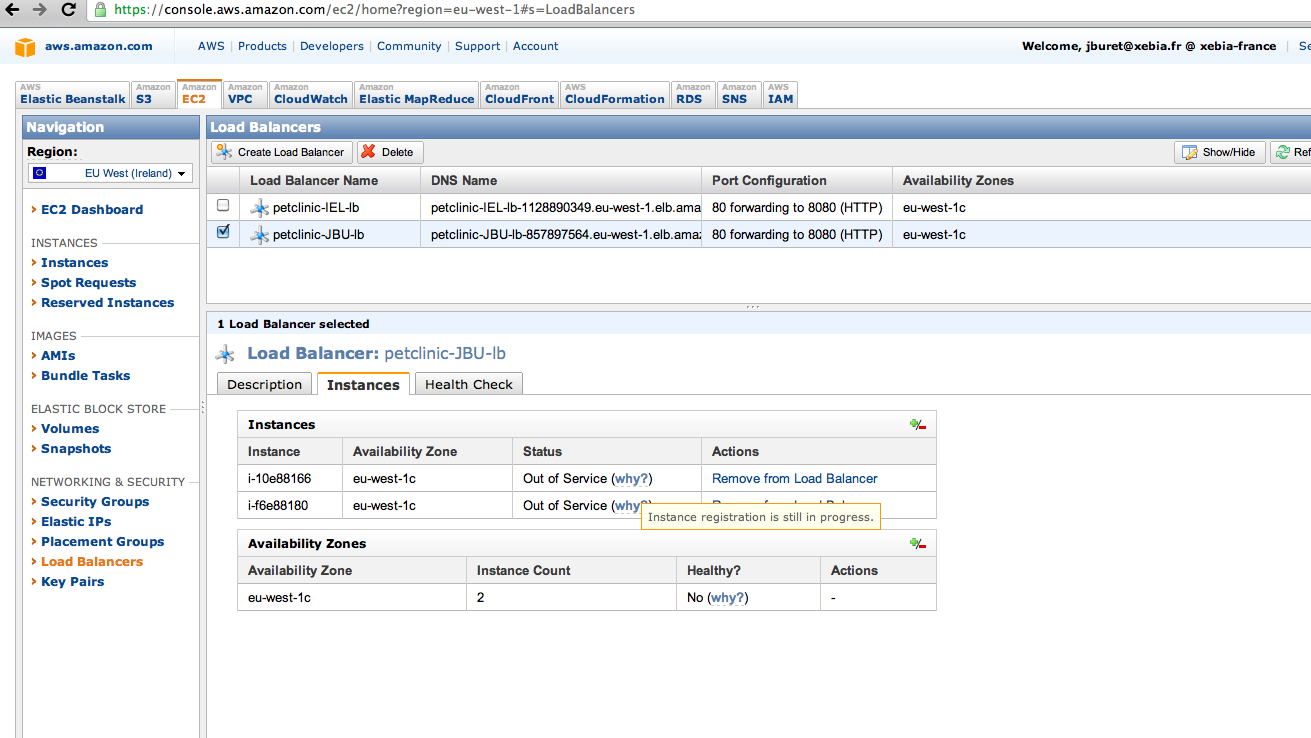 https://console.aws.amazon.com/ec2/home?region=eu-west-1#s=LoadBalancers
aws.amazon.com AWS | Products | Developers | Community | Support | Account Welcome, jburet@xebia.fr @ xebia-france | Se
AWS Amazon Amazon Amazon Amazon Amazon Amazon AWS Amazon Amazon AWS
Elastic Beanstalk S3 EC2 VPC CloudWatch Elastic MapReduce CloudFront CloudFormation RDS SNS IAM
Navigation
Region:
EU West (Ireland)
EC2 Dashboard
INSTANCES
Instances
Spot Requests
Reserved Instances
IMAGES
AMIs
Bundle Tasks
ELASTIC BLOCK STORE
Volumes
Snapshots
NETWORKING & SECURITY
Security Groups
Elastic IPs
Placement Groups
Load Balancers
Key Pairs
Load Balancers
Create Load Balancer Delete Show/Hide Ref
Load Balancer Name DNS Name Port Configuration Availability Zones
petclinic-IEL-lb petclinic-IEL-lb-1128890349.eu-west-1.elb.ama 80 forwarding to 8080 (HTTP) eu-west-1c
petclinic-JBU-lb petclinic-JBU-lb-857897564.eu-west-1.elb.ama 80 forwarding to 8080 (HTTP) eu-west-1c
1 Load Balancer selected
Load Balancer: petclinic-JBU-lb
Description Instances Health Check
Instances
Instance Availability Zone Status Actions
i-10e88166 eu-west-1c Out of Service (why?) Remove from Load Balancer
i-f6e88180 eu-west-1c Out of Service (why?
Instance registration is still in progress.
Availability Zones
Availability Zone Instance Count Healthy? Actions
eu-west-1c 2 No (why?) -